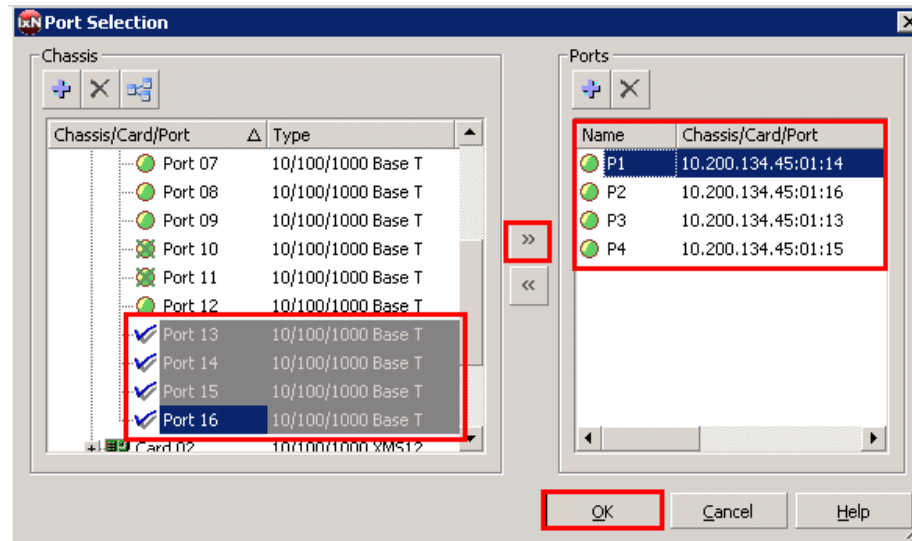 IxN Port Selection
Chassis
Chassis/Card/Port Type
Port 07 10/100/1000 Base T
Port 08 10/100/1000 Base T
Port 09 10/100/1000 Base T
Port 10 10/100/1000 Base T
Port 11 10/100/1000 Base T
Port 12 10/100/1000 Base T
Port 13 10/100/1000 Base T
Port 14 10/100/1000 Base T
Port 15 10/100/1000 Base T
Port 16 10/100/1000 Base T
Card 02 10/100/1000 XMS12
>>
<<
Ports
Name Chassis/Card/Port
P1 10.200.134.45:01:14
P2 10.200.134.45:01:16
P3 10.200.134.45:01:13
P4 10.200.134.45:01:15
OK Cancel Help